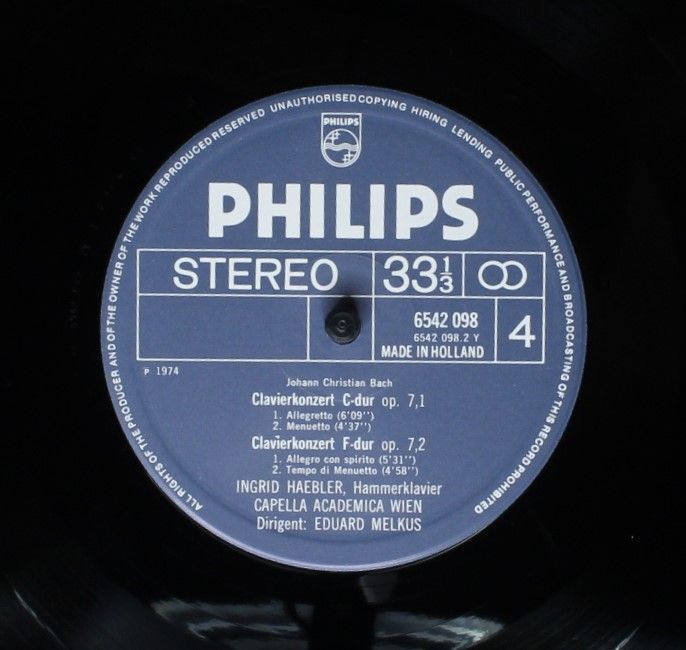 ALL RIGHTS OF THE PRODUCER AND OF THE OWNER OF THE WORK REPRODUCED RESERVED UNAUTHORISED COPYING HIRING LENDING PUBLIC PERFORMANCE AND BROADCASTING OF THIS RECORD PROHIBITED
PHILIPS
PHILIPS
STEREO 33 1/3
6542 098
6542 098.2 Y
MADE IN HOLLAND
4
P 1974
Johann Christian Bach
Clavierkonzert C-dur op. 7,1
1. Allegretto (6'09'')
2. Menuetto (4'37'')
Clavierkonzert F-dur op. 7,2
1. Allegro con spirito (5'31'')
2. Tempo di Menuetto (4'58'')
INGRID HAEBLER, Hammerklavier
CAPELLA ACADEMICA WIEN
Dirigent: EDUARD MELKUS